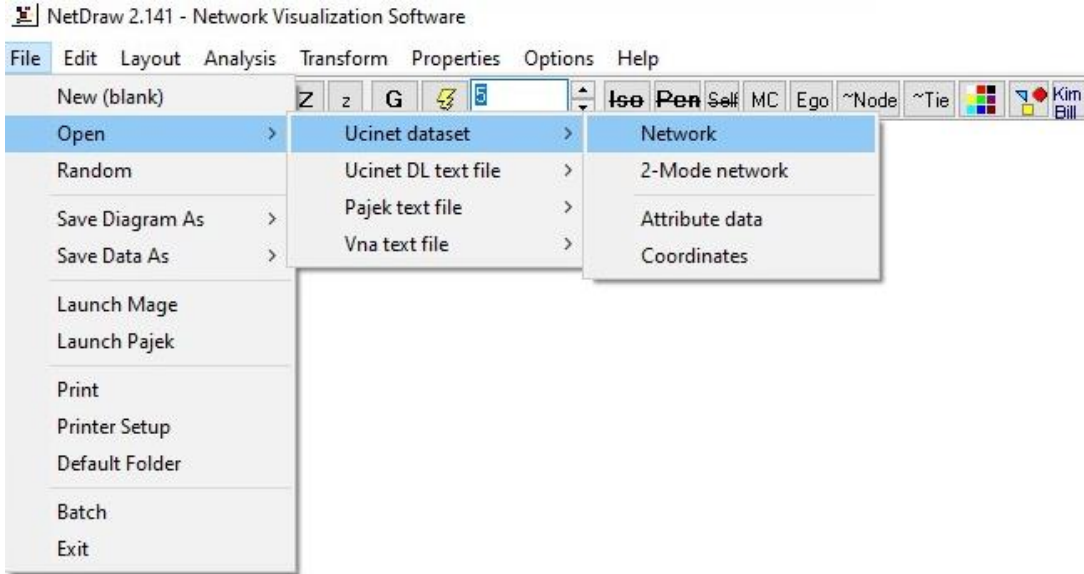 NetDraw 2.141 - Network Visualization Software
File Edit Layout Analysis Transform Properties Options Help
New (blank) Z z G 5 Iso Pen Self MC Ego ~Node ~Tie Kim Bill
Open > Ucinet dataset > Network
Random Ucinet DL text file > 2-Mode network
Save Diagram As > Pajek text file > Attribute data
Save Data As > Vna text file > Coordinates
Launch Mage
Launch Pajek
Print
Printer Setup
Default Folder
Batch
Exit